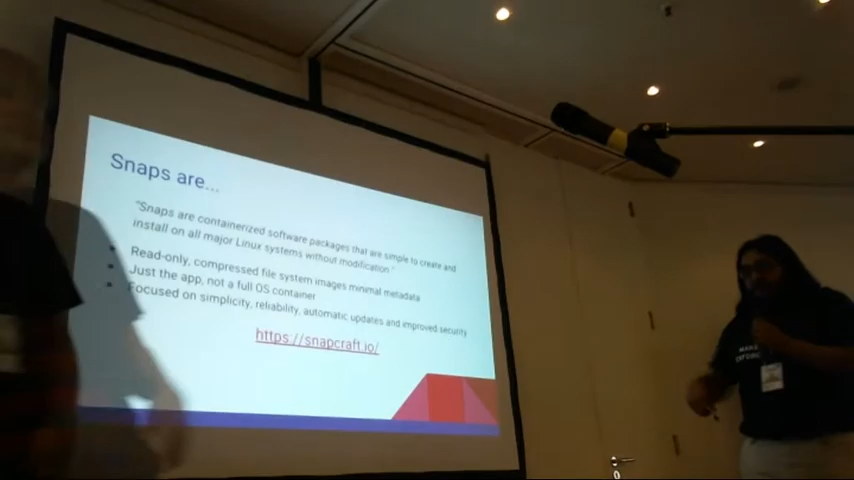 Snaps are...
"Snaps are containerized software packages that are simple to create and
install on all major Linux systems without modification."
Read-only, compressed file system images minimal metadata
Just the app, not a full OS container
Focused on simplicity, reliability, automatic updates and improved security
https://snapcraft.io/